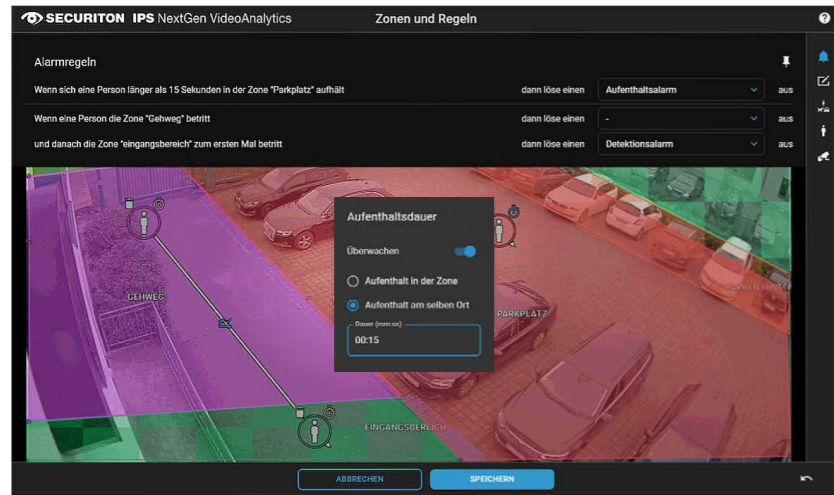 SECURITON IPS NextGen VideoAnalytics
Zonen und Regeln
Alarmregeln
Wenn sich eine Person länger als 15 Sekunden in der Zone "Parkplatz" aufhält dann löse einen Aufenthaltsalarm aus
Wenn eine Person die Zone "Gehweg" betritt dann löse einen - aus
und danach die Zone "eingangsbereich" zum ersten Mal betritt dann löse einen Detektionsalarm aus
Aufenthaltsdauer
Überwachen
Aufenthalt in der Zone
Aufenthalt am selben Ort
Dauer (mm:ss)
00:15
GEHWEG
PARKPLATZ
EINGANGSBEREICH
ABBRECHEN
SPEICHERN